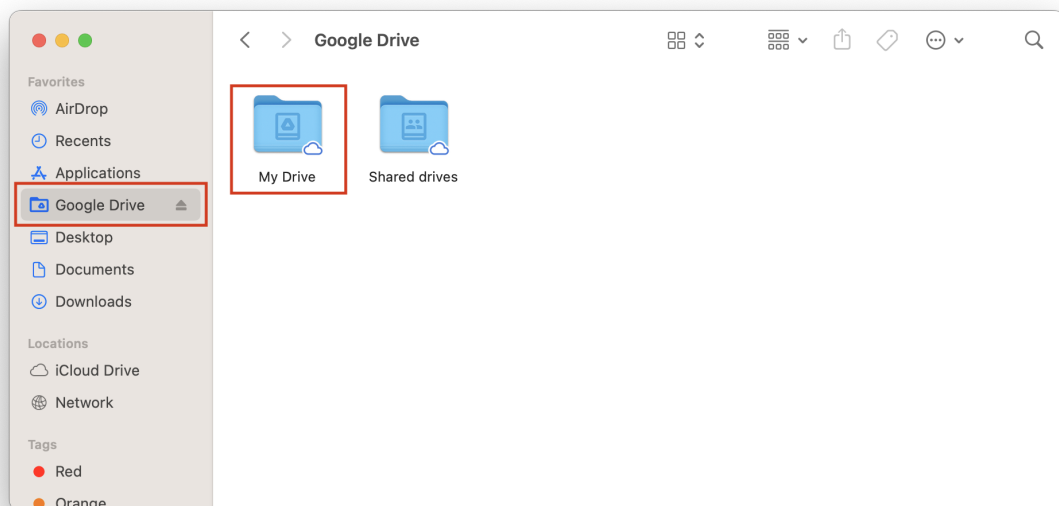 Google Drive
Favorites
AirDrop
Recents
Applications
Google Drive
Desktop
Documents
Downloads
Locations
iCloud Drive
Network
Tags
Red
Orange
My Drive
Shared drives